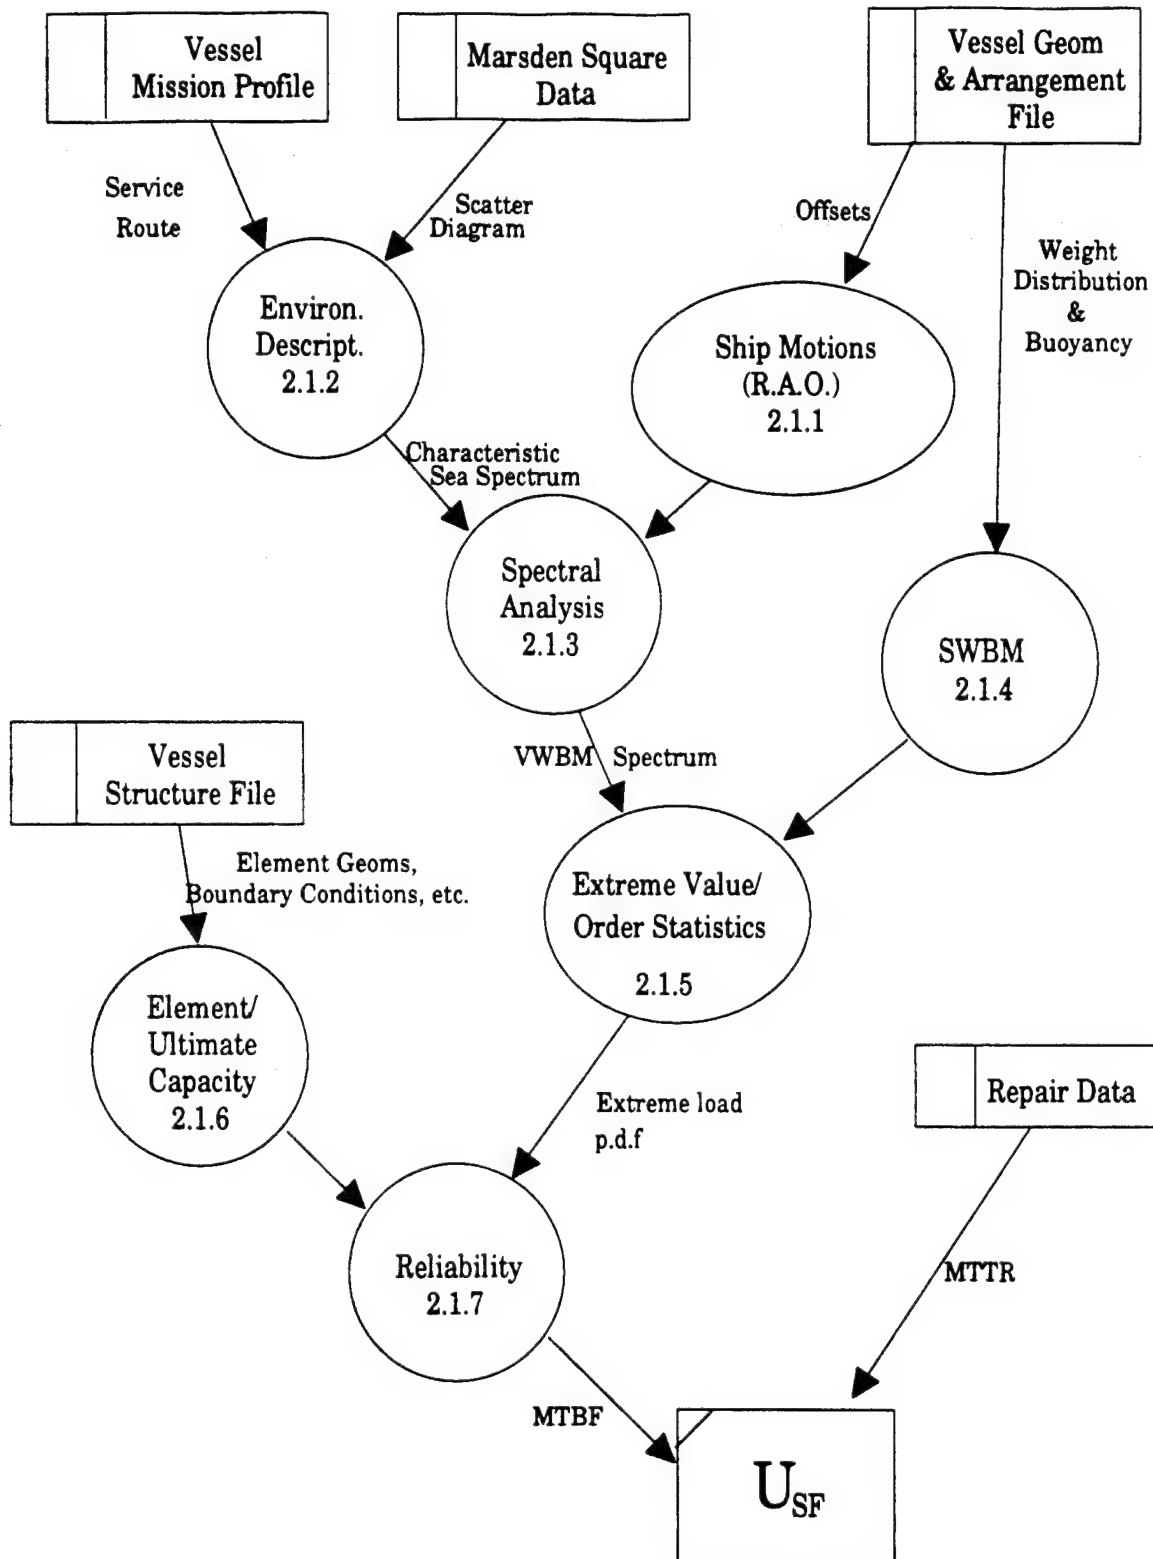 Vessel
Mission Profile
Marsden Square
Data
Vessel Geom
& Arrangement
File
Service
Route
Scatter
Diagram
Offsets
Weight
Distribution
&
Buoyancy
Environ.
Descript.
2.1.2
Ship Motions
(R.A.O.)
2.1.1
Characteristic
Sea Spectrum
Spectral
Analysis
2.1.3
SWBM
2.1.4
VWBM Spectrum
Vessel
Structure File
Element Geoms,
Boundary Conditions, etc.
Extreme Value/
Order Statistics
2.1.5
Element/
Ultimate
Capacity
2.1.6
Extreme load
p.d.f
Repair Data
Reliability
2.1.7
MTTR
MTBF
USF